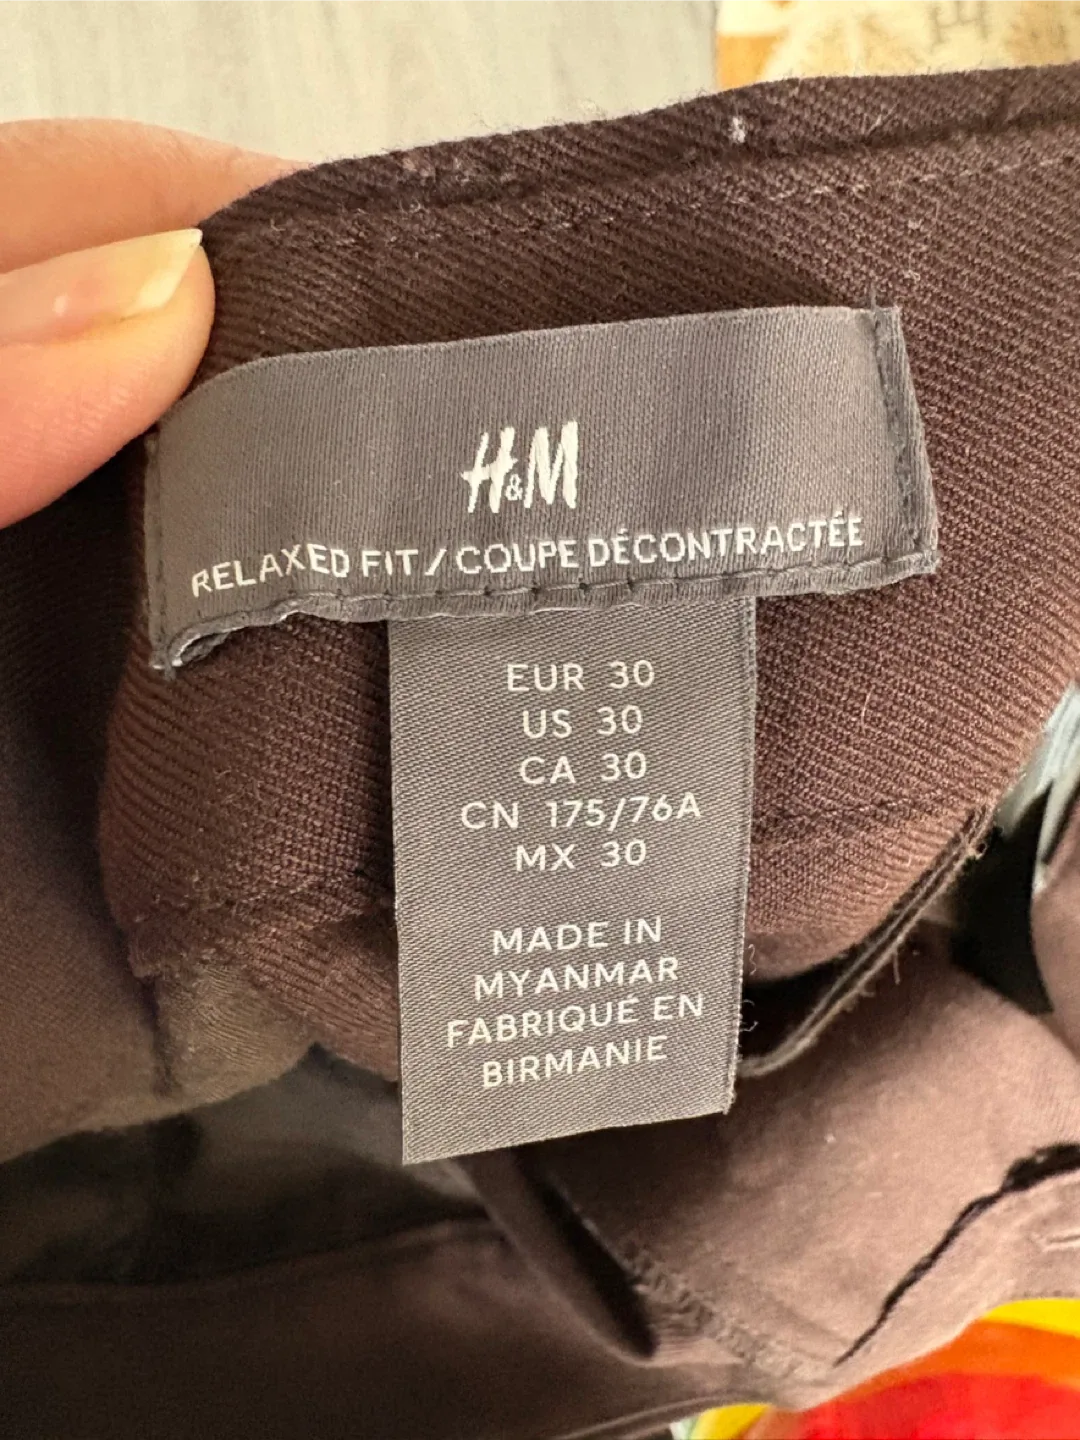 H&M
RELAXED FIT / COUPE DÉCONTRACTÉE
EUR 30
US 30
CA 30
CN 175/76A
MX 30
MADE IN
MYANMAR
FABRIQUÉ EN
BIRMANIE